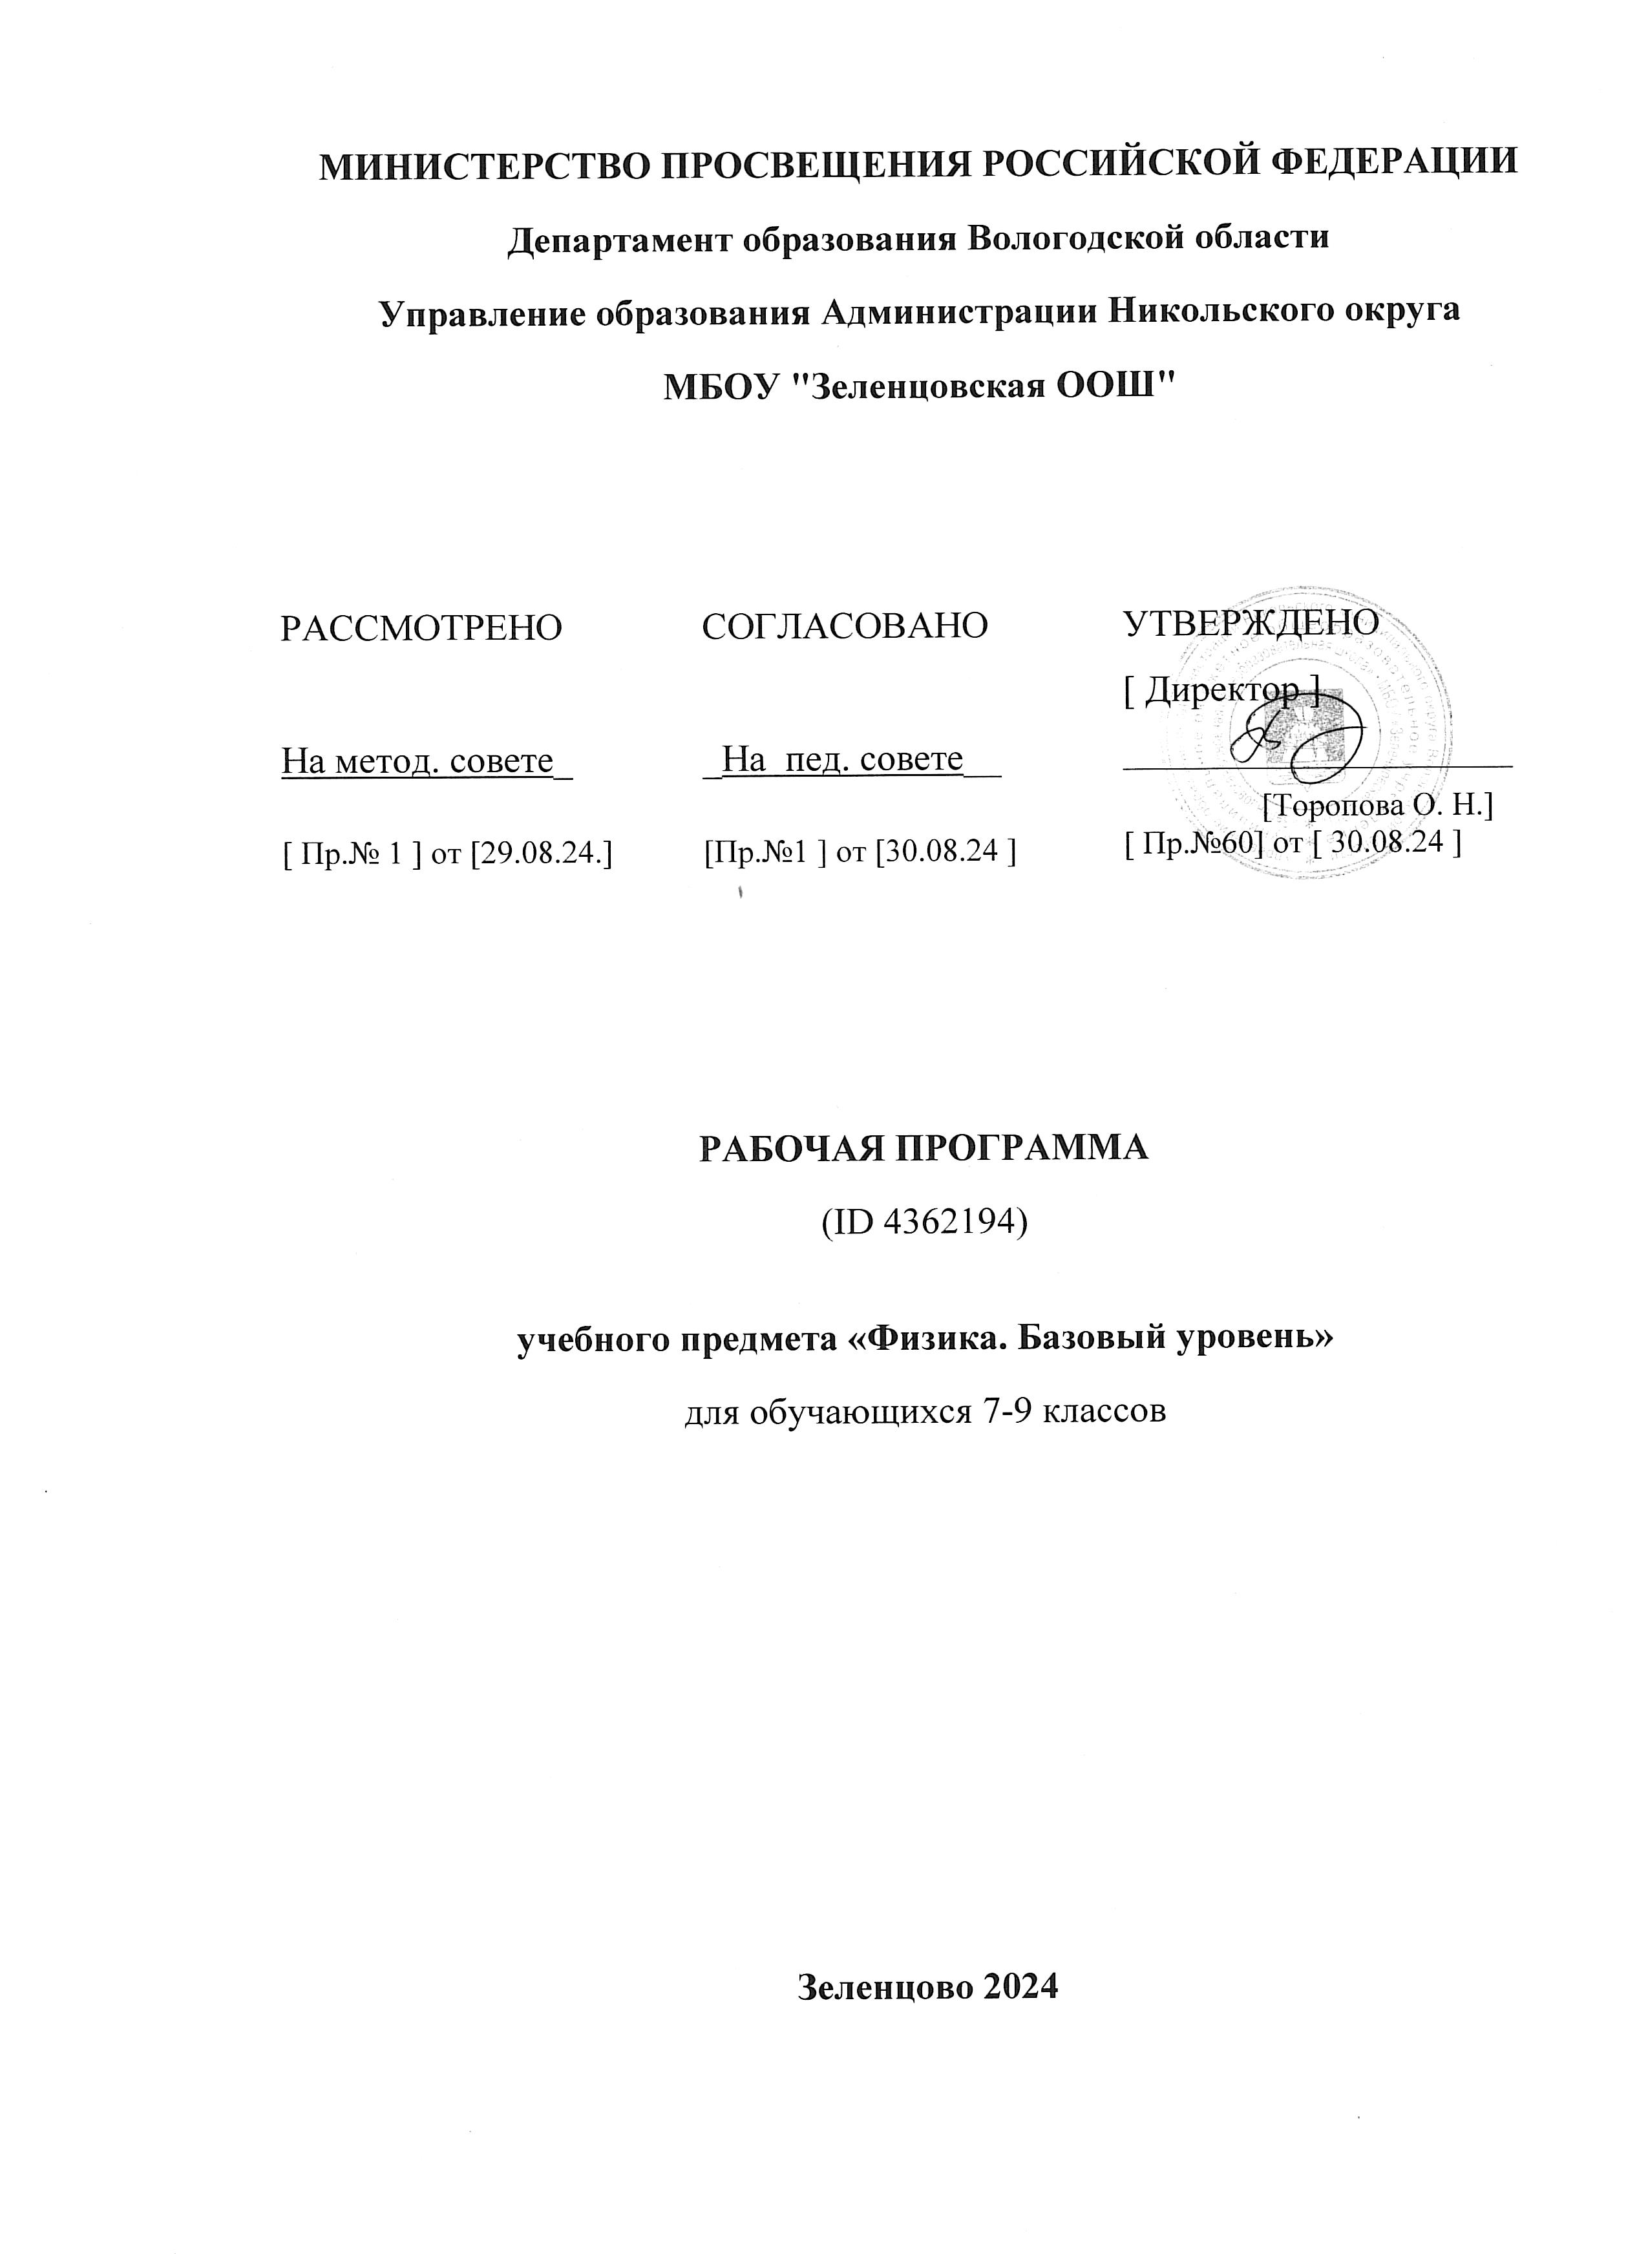 МИНИСТЕРСТВО ПРОСВЕЩЕНИЯ РОССИЙСКОЙ ФЕДЕРАЦИИ
Департамент образования Вологодской области
Управление образования Администрации Никольского округа
МБОУ "Зеленцовская ООШ"
РАССМОТРЕНО
На метод. совете_
[ Пр.№ 1 ] от [29.08.24.]
СОГЛАСОВАНО
_На  пед. совете__
[Пр.№1 ] от [30.08.24 ]
УТВЕРЖДЕНО
[ Директор ]
[Торопова О. Н.]
[ Пр.№60] от [ 30.08.24 ]
РАБОЧАЯ ПРОГРАММА
(ID 4362194)
учебного предмета «Физика. Базовый уровень»
для обучающихся 7-9 классов
Зеленцово 2024